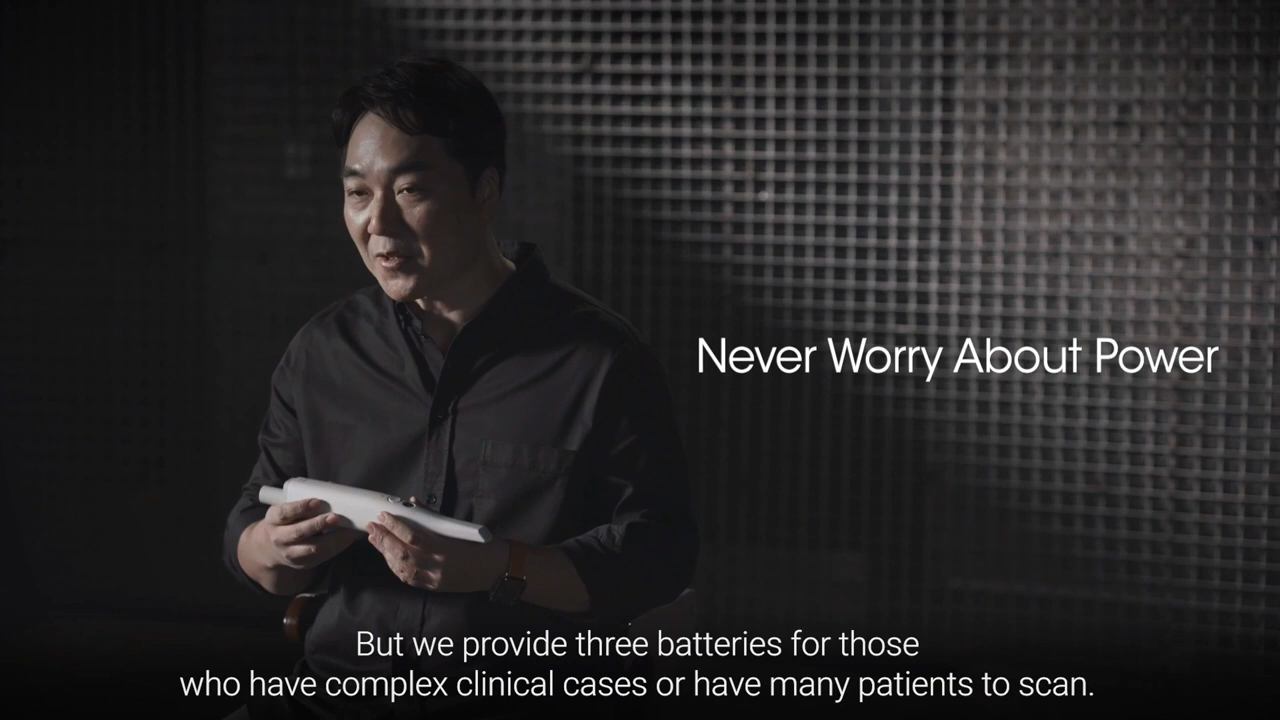 Never Worry About Power
But we provide three batteries for those
who have complex clinical cases or have many patients to scan.